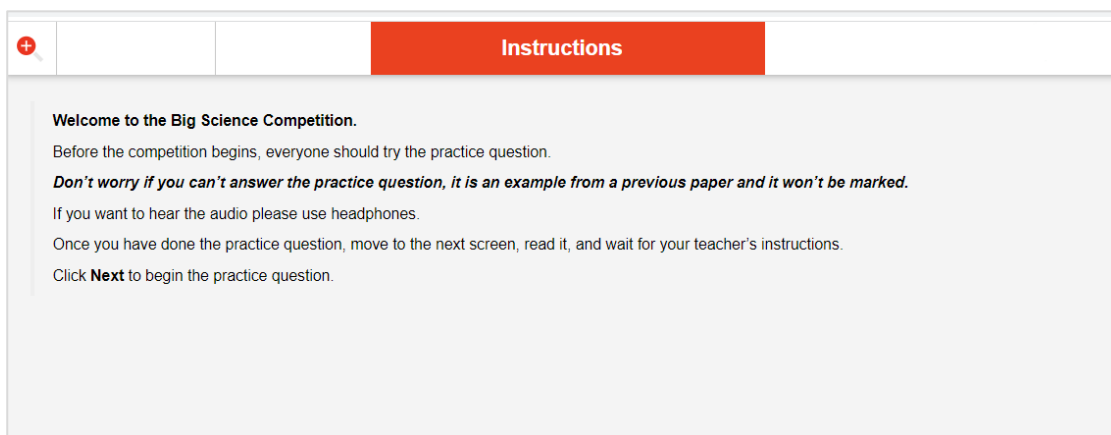 Instructions
Welcome to the Big Science Competition.
Before the competition begins, everyone should try the practice question.
Don't worry if you can't answer the practice question, it is an example from a previous paper and it won't be marked.
If you want to hear the audio please use headphones.
Once you have done the practice question, move to the next screen, read it, and wait for your teacher's instructions.
Click Next to begin the practice question.